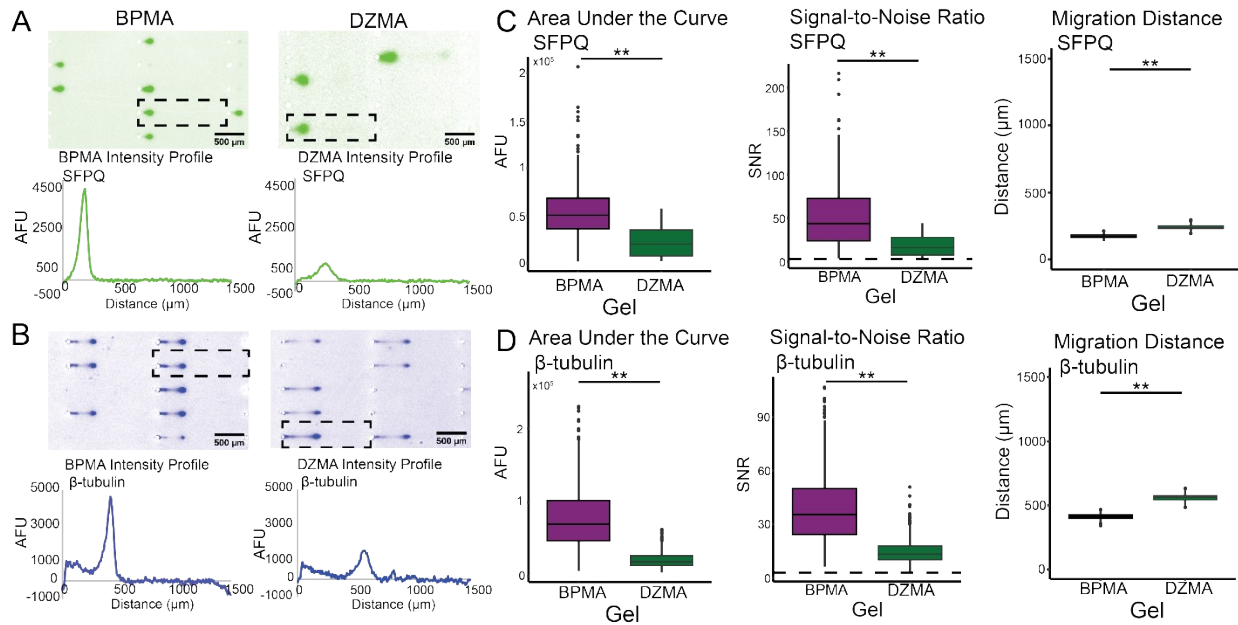 A
BPMA
DZMA
500 µm
500 µm
BPMA Intensity Profile
SFPQ
AFU
4500
2500
500
-500
0
500
1000
1500
Distance (µm)
DZMA Intensity Profile
SFPQ
AFU
4500
2500
500
-500
0
500
1000
1500
Distance (µm)
B
500 µm
500 µm
BPMA Intensity Profile
β-tubulin
AFU
5000
4000
3000
2000
1000
0
-1000
0
500
1000
1500
Distance (µm)
DZMA Intensity Profile
β-tubulin
AFU
5000
4000
3000
2000
1000
0
-1000
0
500
1000
1500
Distance (µm)
C
Area Under the Curve
SFPQ
x10⁵
**
AFU
2
1
0.5
0
BPMA
DZMA
Gel
Signal-to-Noise Ratio
SFPQ
**
SNR
200
150
100
50
0
BPMA
DZMA
Gel
Migration Distance
SFPQ
**
Distance (µm)
1500
1000
500
0
BPMA
DZMA
Gel
D
Area Under the Curve
β-tubulin
x10⁵
**
AFU
2
1
0
BPMA
DZMA
Gel
Signal-to-Noise Ratio
β-tubulin
**
SNR
90
60
30
0
BPMA
DZMA
Gel
Migration Distance
β-tubulin
**
Distance (µm)
1500
1000
500
0
BPMA
DZMA
Gel